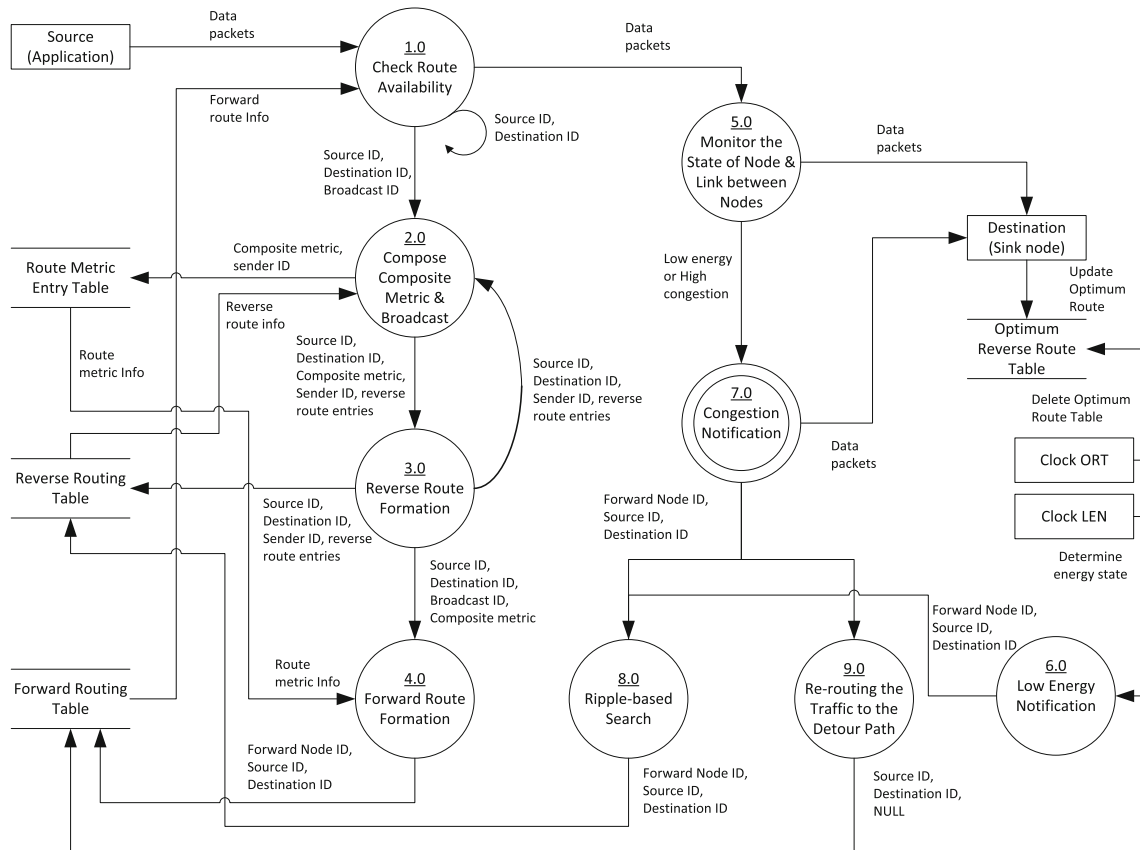 Data
packets
Source
(Application)
1.0
Check Route
Availability
Data
packets
Forward
route Info
Source ID,
Destination ID
5.0
Monitor the
State of Node &
Link between
Nodes
Data
packets
Source ID,
Destination ID,
Broadcast ID
Destination
(Sink node)
2.0
Compose
Composite
Metric &
Broadcast
Composite metric,
sender ID
Route Metric
Entry Table
Low energy
or High
congestion
Update
Optimum
Route
Reverse
route info
Optimum
Reverse Route
Table
Route
metric Info
Source ID,
Destination ID,
Composite metric,
Sender ID, reverse
route entries
Source ID,
Destination ID,
Sender ID, reverse
route entries
7.0
Congestion
Notification
Delete Optimum
Route Table
Data
packets
Clock ORT
Reverse Routing
Table
3.0
Reverse Route
Formation
Source ID,
Destination ID,
Sender ID, reverse
route entries
Forward Node ID,
Source ID,
Destination ID
Clock LEN
Determine
energy state
Source ID,
Destination ID,
Broadcast ID,
Composite metric
Forward Node ID,
Source ID,
Destination ID
Forward Routing
Table
Route
metric Info
4.0
Forward Route
Formation
8.0
Ripple-based
Search
9.0
Re-routing the
Traffic to the
Detour Path
6.0
Low Energy
Notification
Forward Node ID,
Source ID,
Destination ID
Forward Node ID,
Source ID,
Destination ID
Source ID,
Destination ID,
NULL